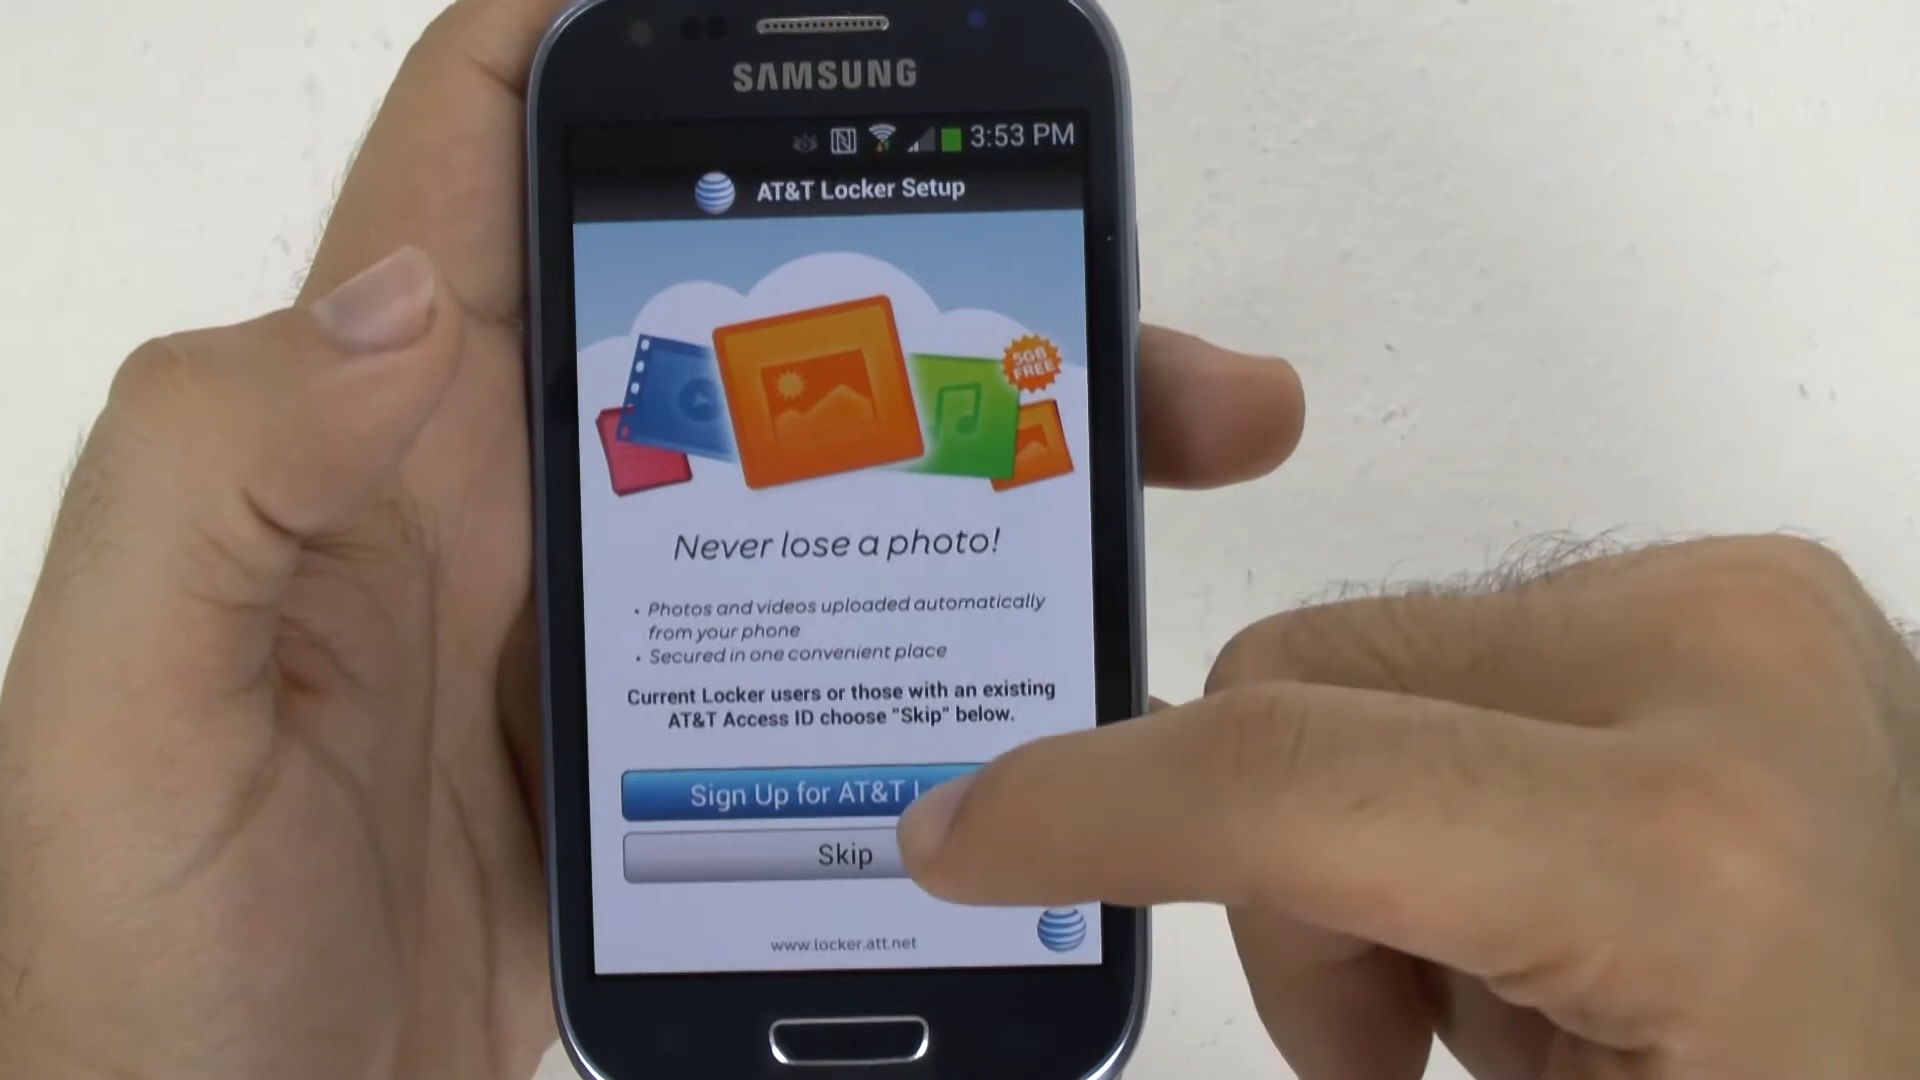 SAMSUNG
3:53 PM
AT&T Locker Setup
5GB
FREE
Never lose a photo!
• Photos and videos uploaded automatically
from your phone
• Secured in one convenient place
Current Locker users or those with an existing
AT&T Access ID choose "Skip" below.
Sign Up for AT&T
Skip
www.locker.att.net